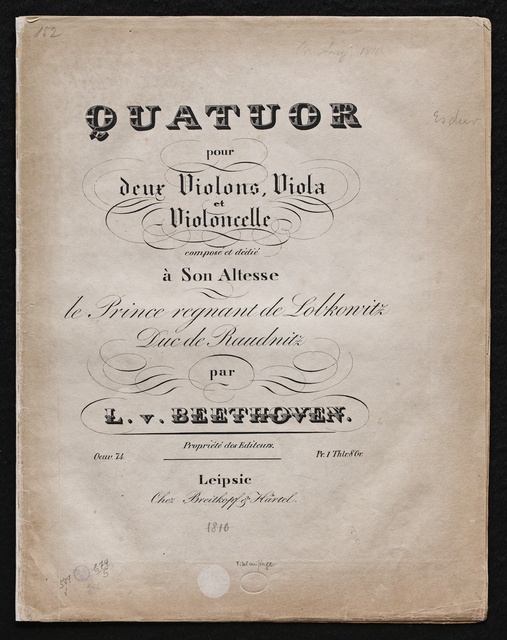 152
QUATUOR
Es dur
pour
deux Violons, Viola
et
Violoncelle
composé et dédié
à Son Altesse
le Prince regnant de Lobkowitz
Duc de Raudnitz
par
L. v. BEETHOVEN.
Propriété des Editeurs.
Oeuv. 74. Pr. 1 Thlr. 8 Gr.
Leipsic
Chez Breitkopf & Härtel.
1810